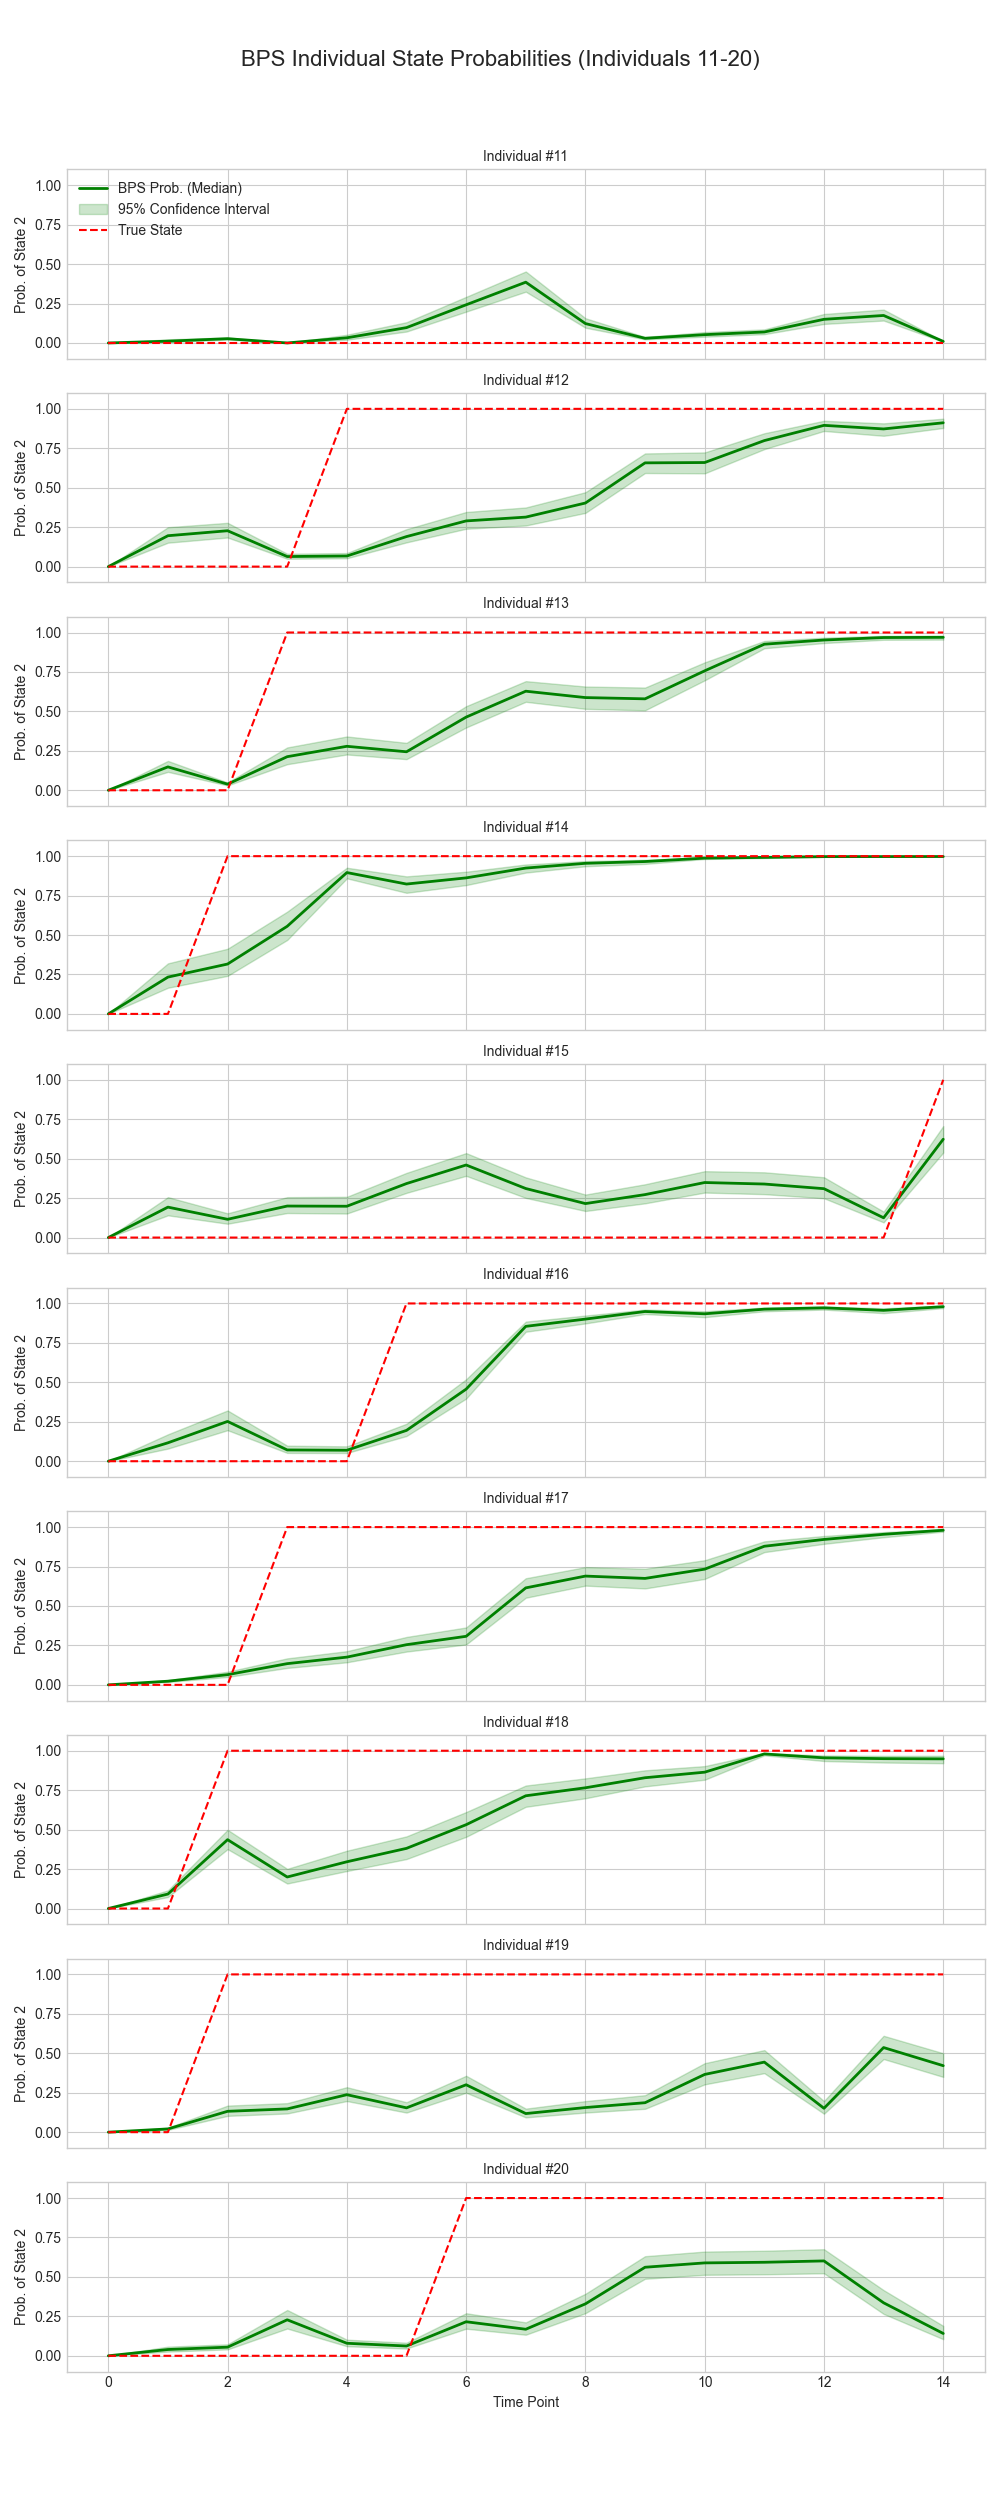 BPS Individual State Probabilities (Individuals 11-20)
Individual #11
BPS Prob. (Median)
95% Confidence Interval
True State
Prob. of State 2
1.00
0.75
0.50
0.25
0.00
Individual #12
Prob. of State 2
1.00
0.75
0.50
0.25
0.00
Individual #13
Prob. of State 2
1.00
0.75
0.50
0.25
0.00
Individual #14
Prob. of State 2
1.00
0.75
0.50
0.25
0.00
Individual #15
Prob. of State 2
1.00
0.75
0.50
0.25
0.00
Individual #16
Prob. of State 2
1.00
0.75
0.50
0.25
0.00
Individual #17
Prob. of State 2
1.00
0.75
0.50
0.25
0.00
Individual #18
Prob. of State 2
1.00
0.75
0.50
0.25
0.00
Individual #19
Prob. of State 2
1.00
0.75
0.50
0.25
0.00
Individual #20
Prob. of State 2
1.00
0.75
0.50
0.25
0.00
0 2 4 6 8 10 12 14
Time Point